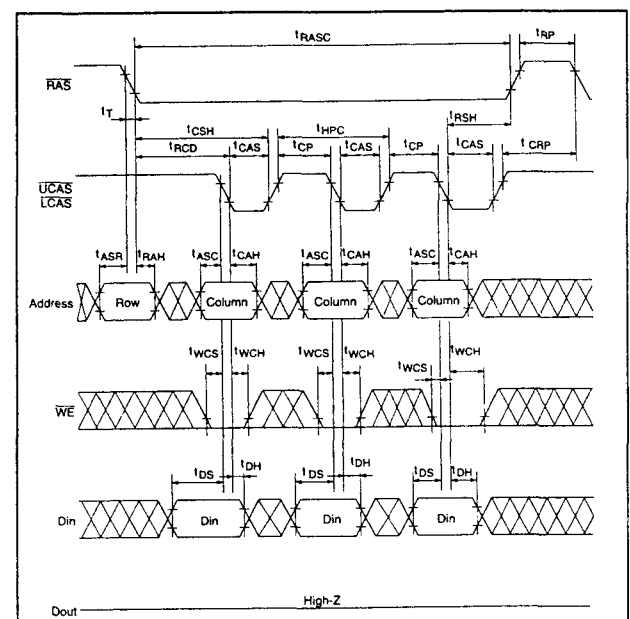 tRASC tRP
RAS
tT tRSH
tCSH tHPC
tRCD tCAS tCP tCAS tCP tCAS tCRP
UCAS
LCAS
tASR tRAH tASC tCAH tASC tCAH tASC tCAH
Address Row Column Column Column
tWCS tWCH tWCS tWCH tWCS tWCH
WE
tDS tDH tDS tDH tDS tDH
Din Din Din Din
High-Z
Dout